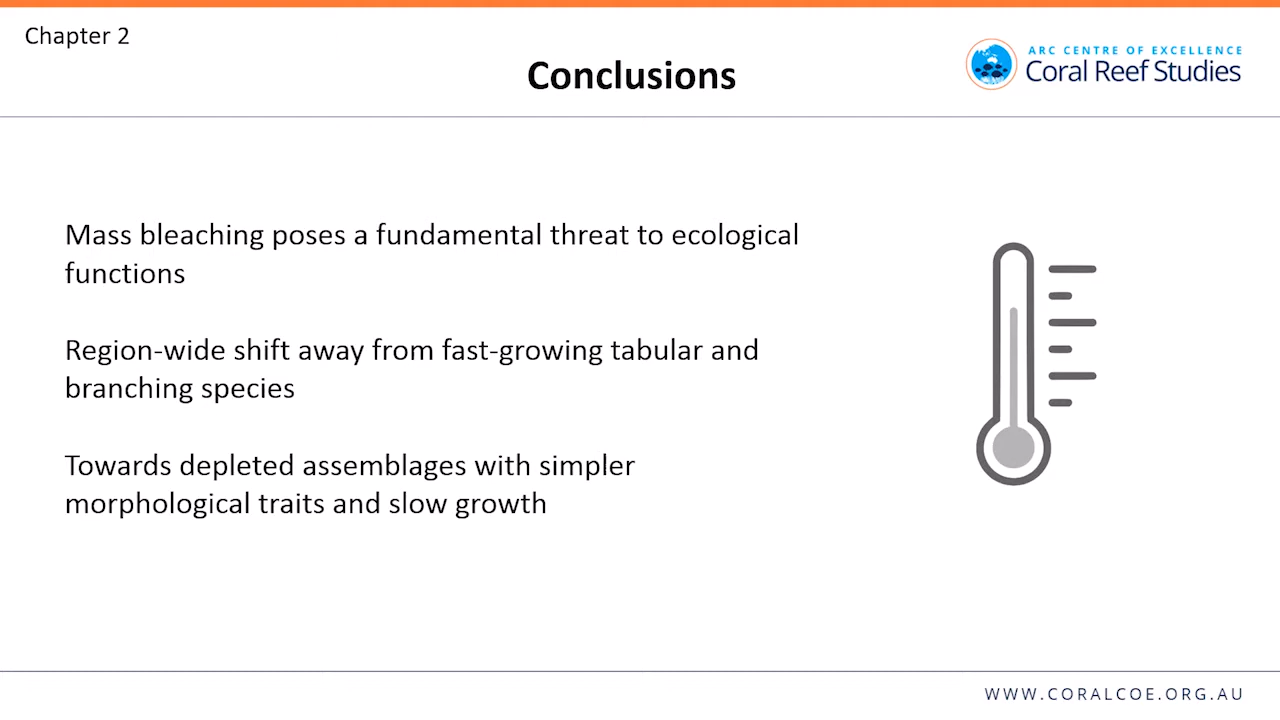 Chapter 2
Conclusions
ARC CENTRE OF EXCELLENCE
Coral Reef Studies
Mass bleaching poses a fundamental threat to ecological
functions
Region-wide shift away from fast-growing tabular and
branching species
Towards depleted assemblages with simpler
morphological traits and slow growth
WWW.CORALCOE.ORG.AU